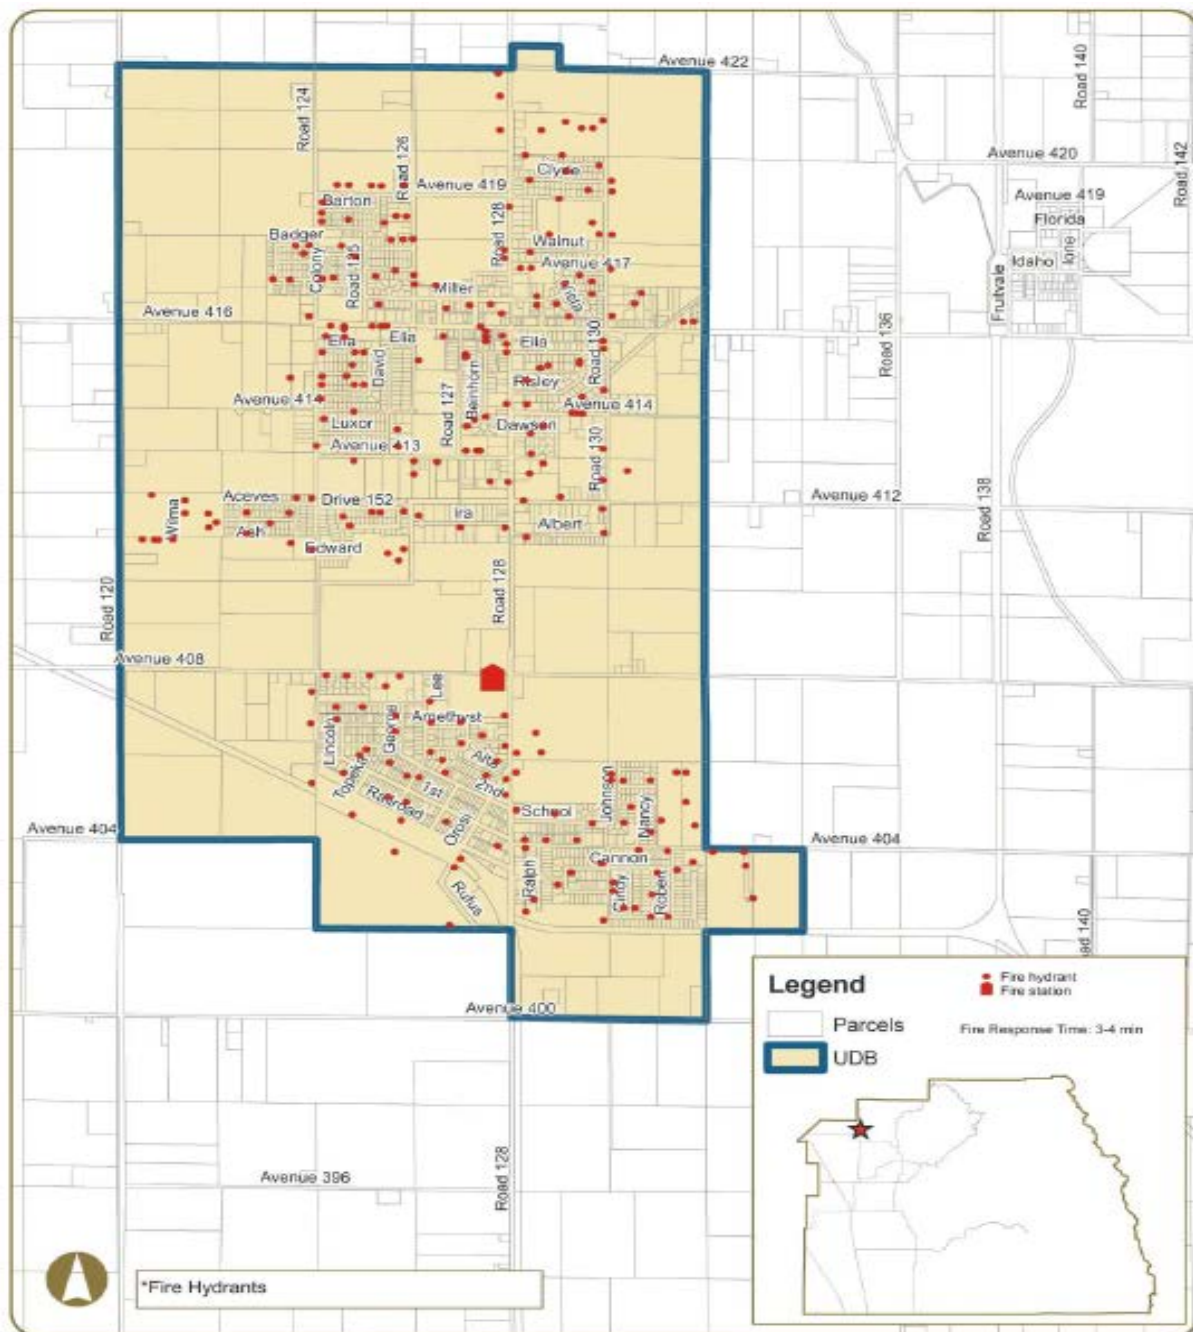 Avenue 422
Road 140
Road 124
Road 126
Avenue 420
Road 142
Clyde
Avenue 419
Avenue 419
Barton
Florida
Road 128
Badger
Walnut
Ione
Colony
Road 125
Avenue 417
Idaho
Miller
Vera
Fruitvale
Avenue 416
Ella
Ella
Ella
Road 130
Road 136
David
Risley
Beinhorn
Avenue 414
Road 127
Avenue 414
Luxor
Dawson
Avenue 413
Road 130
Aceves
Drive 152
Avenue 412
Wilma
Road 138
Ira
Albert
Ash
Edward
Road 128
Road 120
Avenue 408
Lee
Amethyst
Lincoln
George
Alta
Topeka
1st
2nd
Johnson
Railroad
School
Nancy
Avenue 404
Orosi
Avenue 404
Cannon
Ralph
Cindy
Robert
Rufus
ad 140
Avenue 400
Legend
Fire hydrant
Fire station
Parcels
Fire Response Time: 3-4 min
UDB
Road 128
Avenue 396
*Fire Hydrants